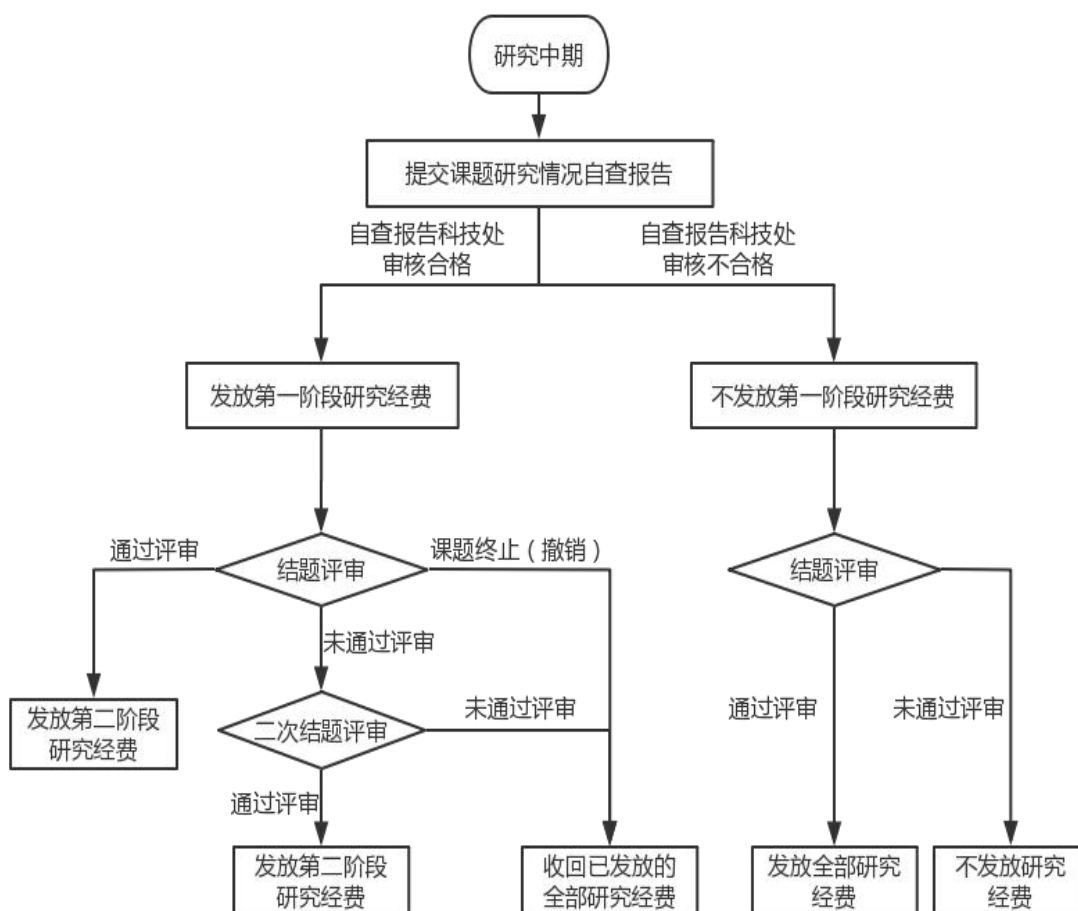 研究中期
提交课题研究情况自查报告
自查报告科技处
审核合格
自查报告科技处
审核不合格
发放第一阶段研究经费
不发放第一阶段研究经费
通过评审
结题评审
课题终止（撤销）
结题评审
未通过评审
发放第二阶段
研究经费
二次结题评审
未通过评审
通过评审
未通过评审
通过评审
发放第二阶段
研究经费
收回已发放的
全部研究经费
发放全部研究
经费
不发放研究
经费